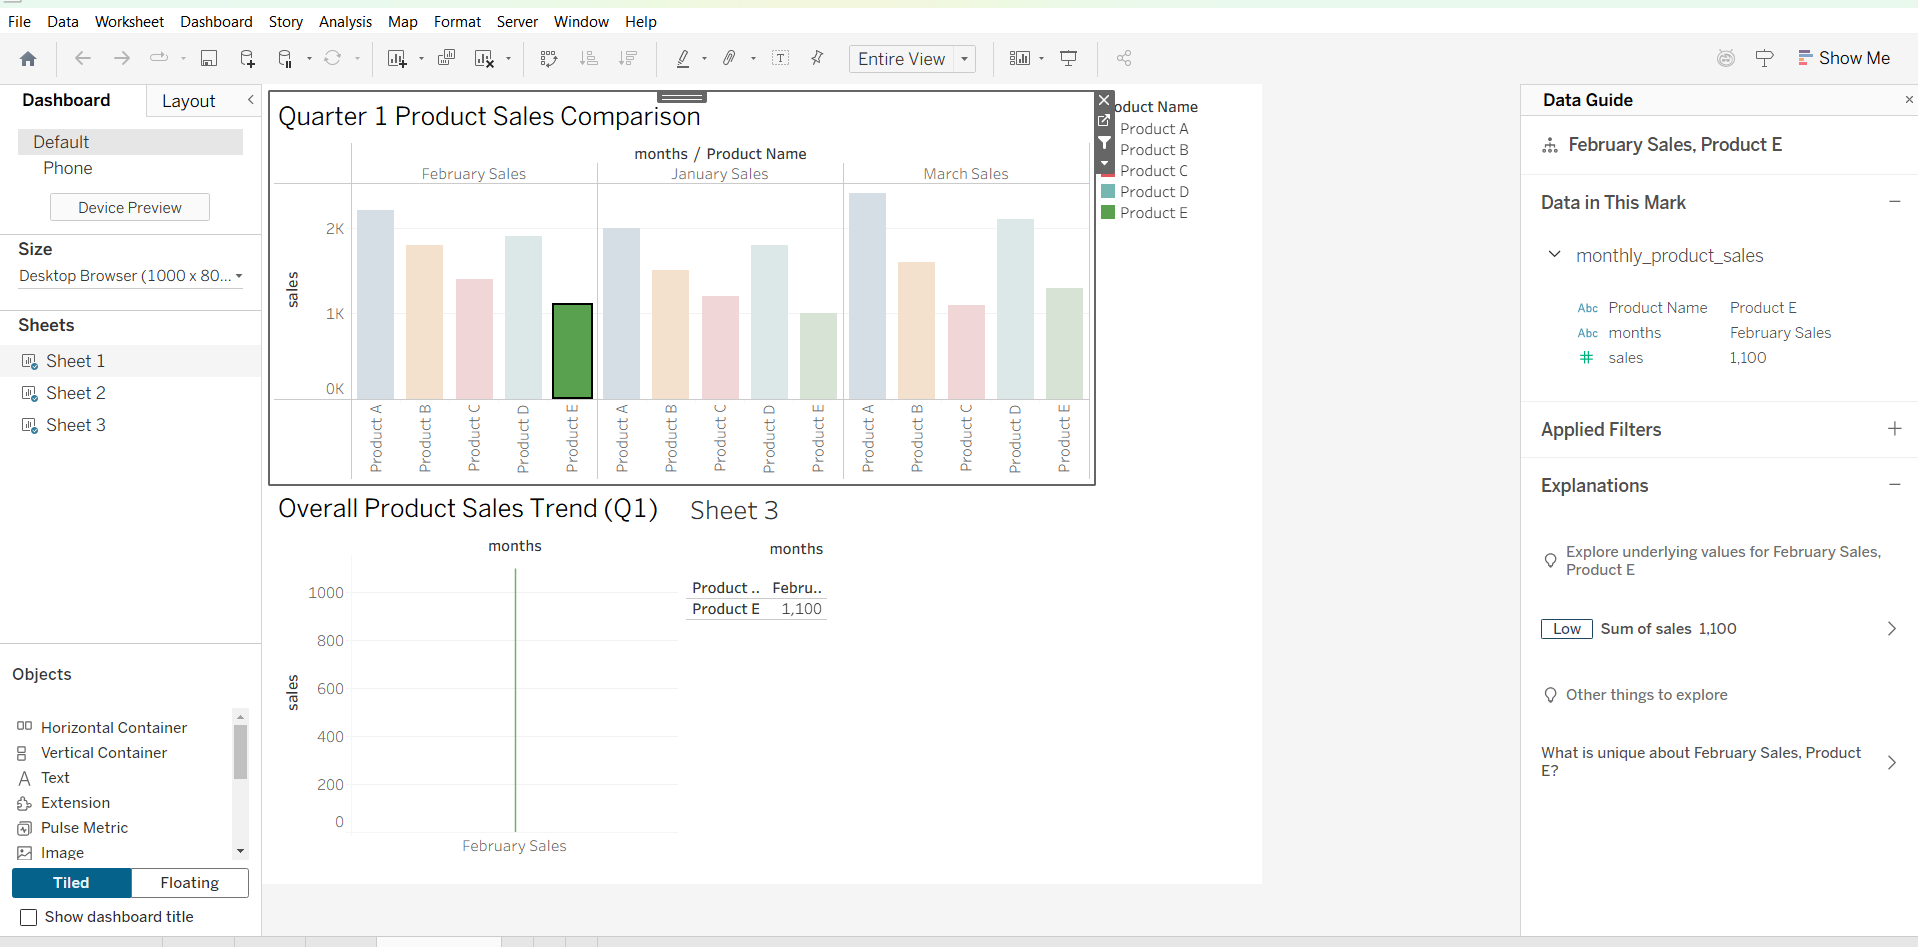 File Data Worksheet Dashboard Story Analysis Map Format Server Window Help
Entire View
Show Me
Dashboard Layout
Default
Phone
Device Preview
Size
Desktop Browser (1000 x 80...
Sheets
Sheet 1
Sheet 2
Sheet 3
Objects
Horizontal Container
Vertical Container
Text
Extension
Pulse Metric
Image
Tiled Floating
Show dashboard title
Quarter 1 Product Sales Comparison
months / Product Name
February Sales January Sales March Sales
2K
1K
0K
sales
Product A Product B Product C Product D Product E Product A Product B Product C Product D Product E Product A Product B Product C Product D Product E
oduct Name
Product A
Product B
Product C
Product D
Product E
Overall Product Sales Trend (Q1)
months
1000
800
600
400
200
0
sales
February Sales
Sheet 3
months
Product .. Febru..
Product E 1,100
Data Guide
February Sales, Product E
Data in This Mark
monthly_product_sales
Abc Product Name Product E
Abc months February Sales
# sales 1,100
Applied Filters
Explanations
Explore underlying values for February Sales,
Product E
Low Sum of sales 1,100
Other things to explore
What is unique about February Sales, Product
E?